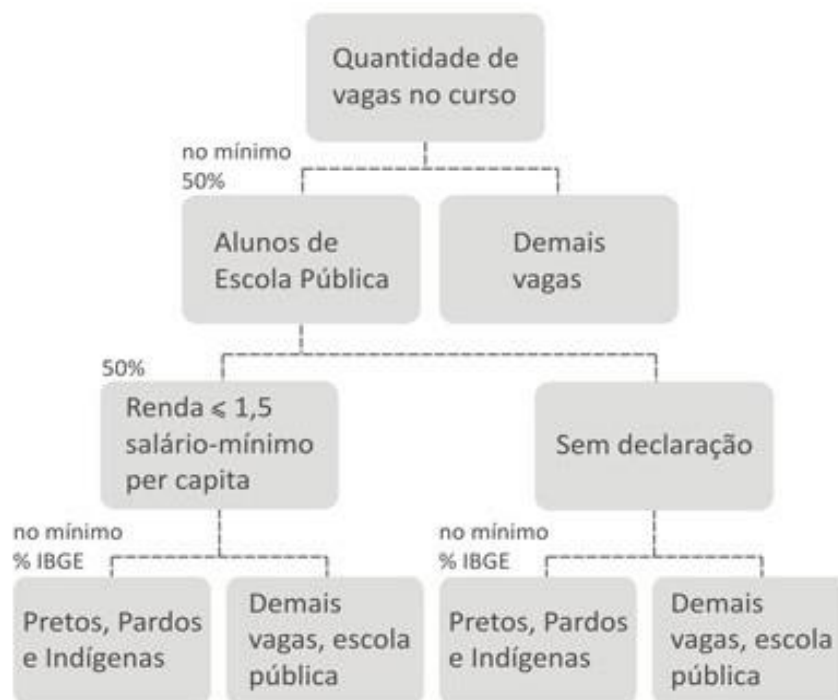 Quantidade de
vagas no curso
no mínimo
50%
Alunos de
Escola Pública
Demais
vagas
50%
Renda ⩽ 1,5
salário-mínimo
per capita
Sem declaração
no mínimo
% IBGE
Pretos, Pardos
e Indígenas
Demais
vagas, escola
pública
no mínimo
% IBGE
Pretos, Pardos
e Indígenas
Demais
vagas, escola
pública